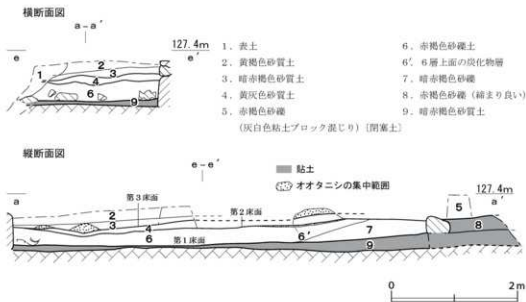 横断面図
a－a′
e
127.4m
e′
1
2
3
4
6
9
1．表土
2．黄褐色砂質土
3．暗赤褐色砂質土
4．黄灰色砂質土
5．赤褐色砂礫
(灰白色粘土ブロック混じり)〔閉塞土〕
6．赤褐色砂礫土
6′．6層上面の炭化物層
7．暗赤褐色砂礫
8．赤褐色砂礫（締まり良い）
9．暗赤褐色砂質土
縦断面図
e－e′
貼土
オオタニシの集中範囲
a
127.4m
a′
第3床面
第2床面
第1床面
2
3
4
6
6′
7
9
5
8
0
2m